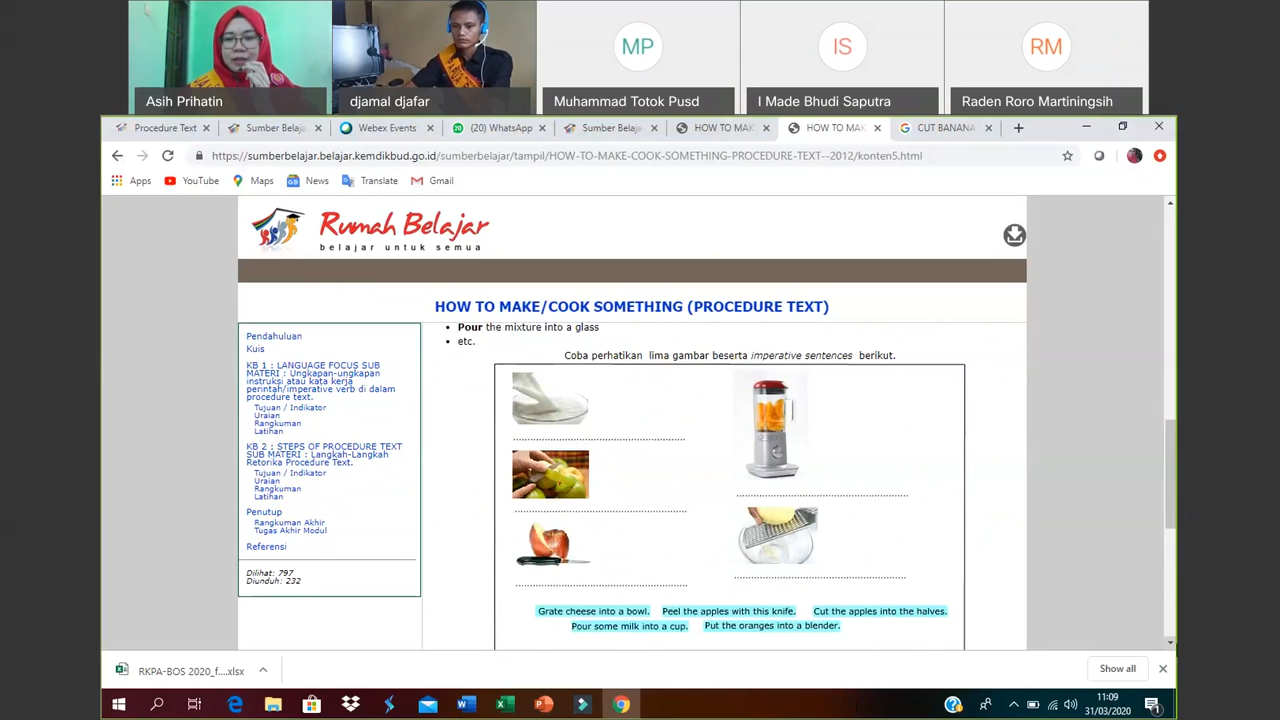 MP
IS
RM
Asih Prihatin
djamal djafar
Muhammad Totok Pusd
I Made Bhudi Saputra
Raden Roro Martiningsih
Procedure Text
Sumber Belaja
Webex Events
(20) WhatsApp
Sumber Belaja
HOW TO MAK
HOW TO MAK
CUT BANANA
https://sumberbelajar.belajar.kemdikbud.go.id/sumberbelajar/tampil/HOW-TO-MAKE-COOK-SOMETHING-PROCEDURE-TEXT--2012/konten5.html
Apps
YouTube
Maps
News
Translate
Gmail
Rumah Belajar
belajar untuk semua
HOW TO MAKE/COOK SOMETHING (PROCEDURE TEXT)
Pendahuluan
Kuis
KB 1 : LANGUAGE FOCUS SUB
MATERI : Ungkapan-ungkapan
instruksi atau kata kerja
perintah/imperative verb di dalam
procedure text.
Tujuan / Indikator
Uraian
Rangkuman
Latihan
KB 2 : STEPS OF PROCEDURE TEXT
SUB MATERI : Langkah-Langkah
Retorika Procedure Text.
Tujuan / Indikator
Uraian
Rangkuman
Latihan
Penutup
Rangkuman Akhir
Tugas Akhir Modul
Referensi
Dilihat: 797
Diunduh: 232
• Pour the mixture into a glass
• etc.
Coba perhatikan lima gambar beserta imperative sentences berikut.
Grate cheese into a bowl. Peel the apples with this knife. Cut the apples into the halves.
Pour some milk into a cup. Put the oranges into a blender.
RKPA-BOS 2020_f....xlsx
Show all
11:09
31/03/2020